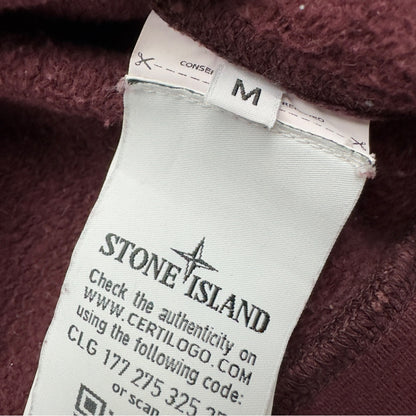 M
STONE ISLAND
Check the authenticity on
WWW.CERTILOGO.COM
using the following code:
CLG 177 275 325
or scan